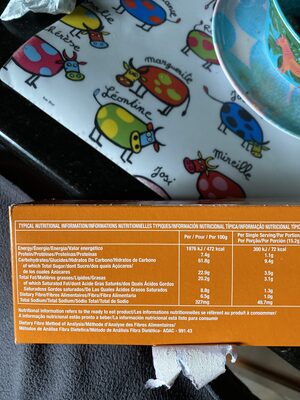 chérie
marguerite
Léontine
Mireille
Josi
TYPICAL NUTRITIONAL INFORMATION/INFORMATIONS NUTRITIONNELLES TYPIQUES/INFORMACIÓN NUTRICIONAL TÍPICA/INFORMAÇÃO NUTRICIONAL TÍPIC
Per / Pour / Por 100g
Per Single Serving/Par Portion
Por Porção/Por Porción (15.2g
Energy/Énergie/Energia/Valor energético 1976 kJ / 472 kcal 300 kJ / 72 kcal
Protein/Protéines/Proteínas/Proteínas 7.4g 1.1g
Carbohydrates/Glucides/Hidratos De Carbono/Hidratos de Carbono 61.8g 9.4g
of which Total Sugar/dont Sucre/dos quais Açúcares/
de los cuales Azúcares 22.9g 3.5g
Total Fat/Matières grasses/Lípidos/Grasas 20.2g 3.1g
of which Saturated Fat/dont Acide Gras Saturés/Dos Quais Ácidos Gordos
Saturados Gordos saturados/De Las Quales Ácidos Grasos Saturados 8.8g 1.3g
Dietary Fibre/Fibres Alimentaires/Fibra/Fibra Alimentaria 6.5g 1.0g
Total Sodium/Total Sodium/Sódio Total/Total de Sodio 327mg 49.7mg
Nutritional information refers to the ready to eat product/Les informations nutritionnelles se réfèrent au produit à consommer/
A informação nutricional refere-se ao produto pronto a comer/La información nutricional está lista para consumir
Dietary Fibre Method of Analysis/Méthode d'Analyse des Fibres Alimentaires/
Método de Análise Fibra Dietética/Método de Análisis Fibra Dietética- AOAC - 991.43